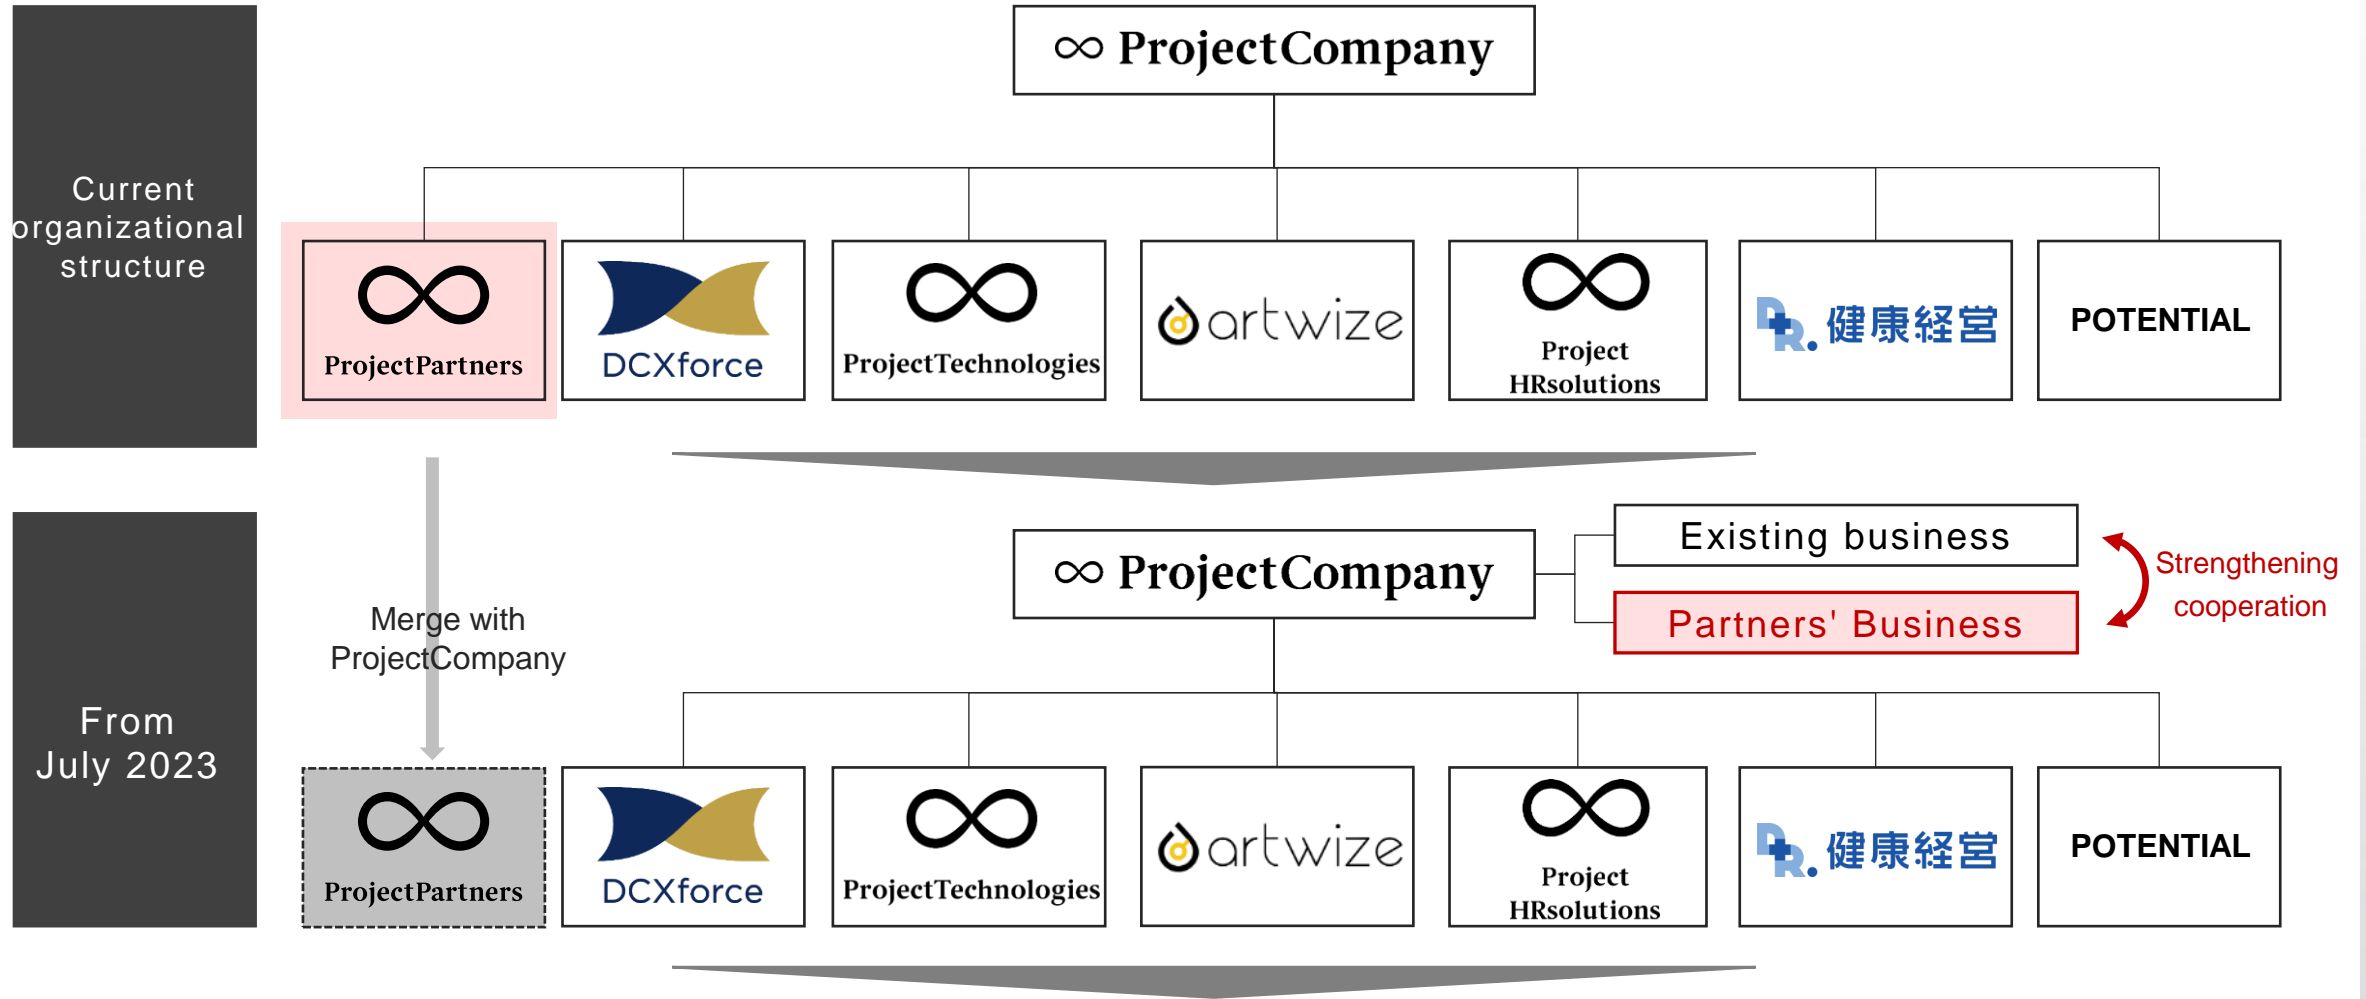 ProjectCompany
Current
organizational
structure
ProjectPartners
DCXforce
ProjectTechnologies
artwize
Project
HRsolutions
DR.健康経営
POTENTIAL
Merge with
ProjectCompany
From
July 2023
ProjectCompany
Existing business
Partners' Business
Strengthening
cooperation
ProjectPartners
DCXforce
ProjectTechnologies
artwize
Project
HRsolutions
DR.健康経営
POTENTIAL